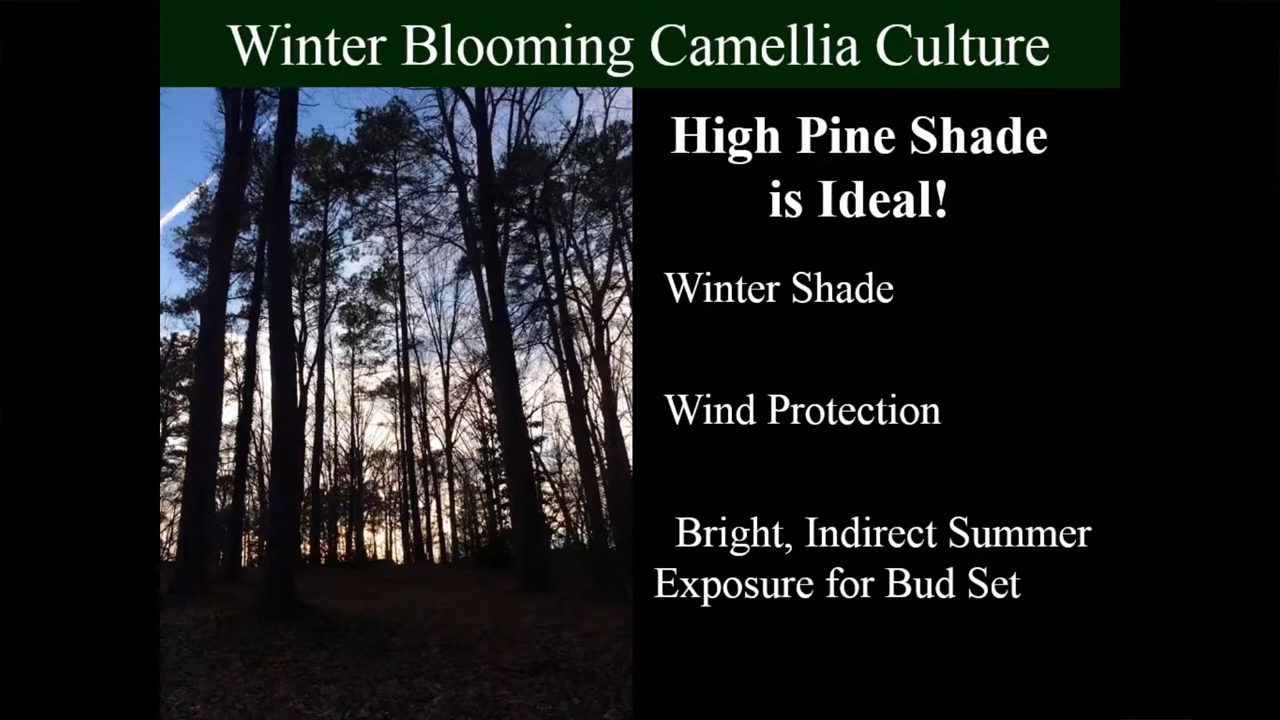 Winter Blooming Camellia Culture
High Pine Shade
is Ideal!
Winter Shade
Wind Protection
Bright, Indirect Summer
Exposure for Bud Set